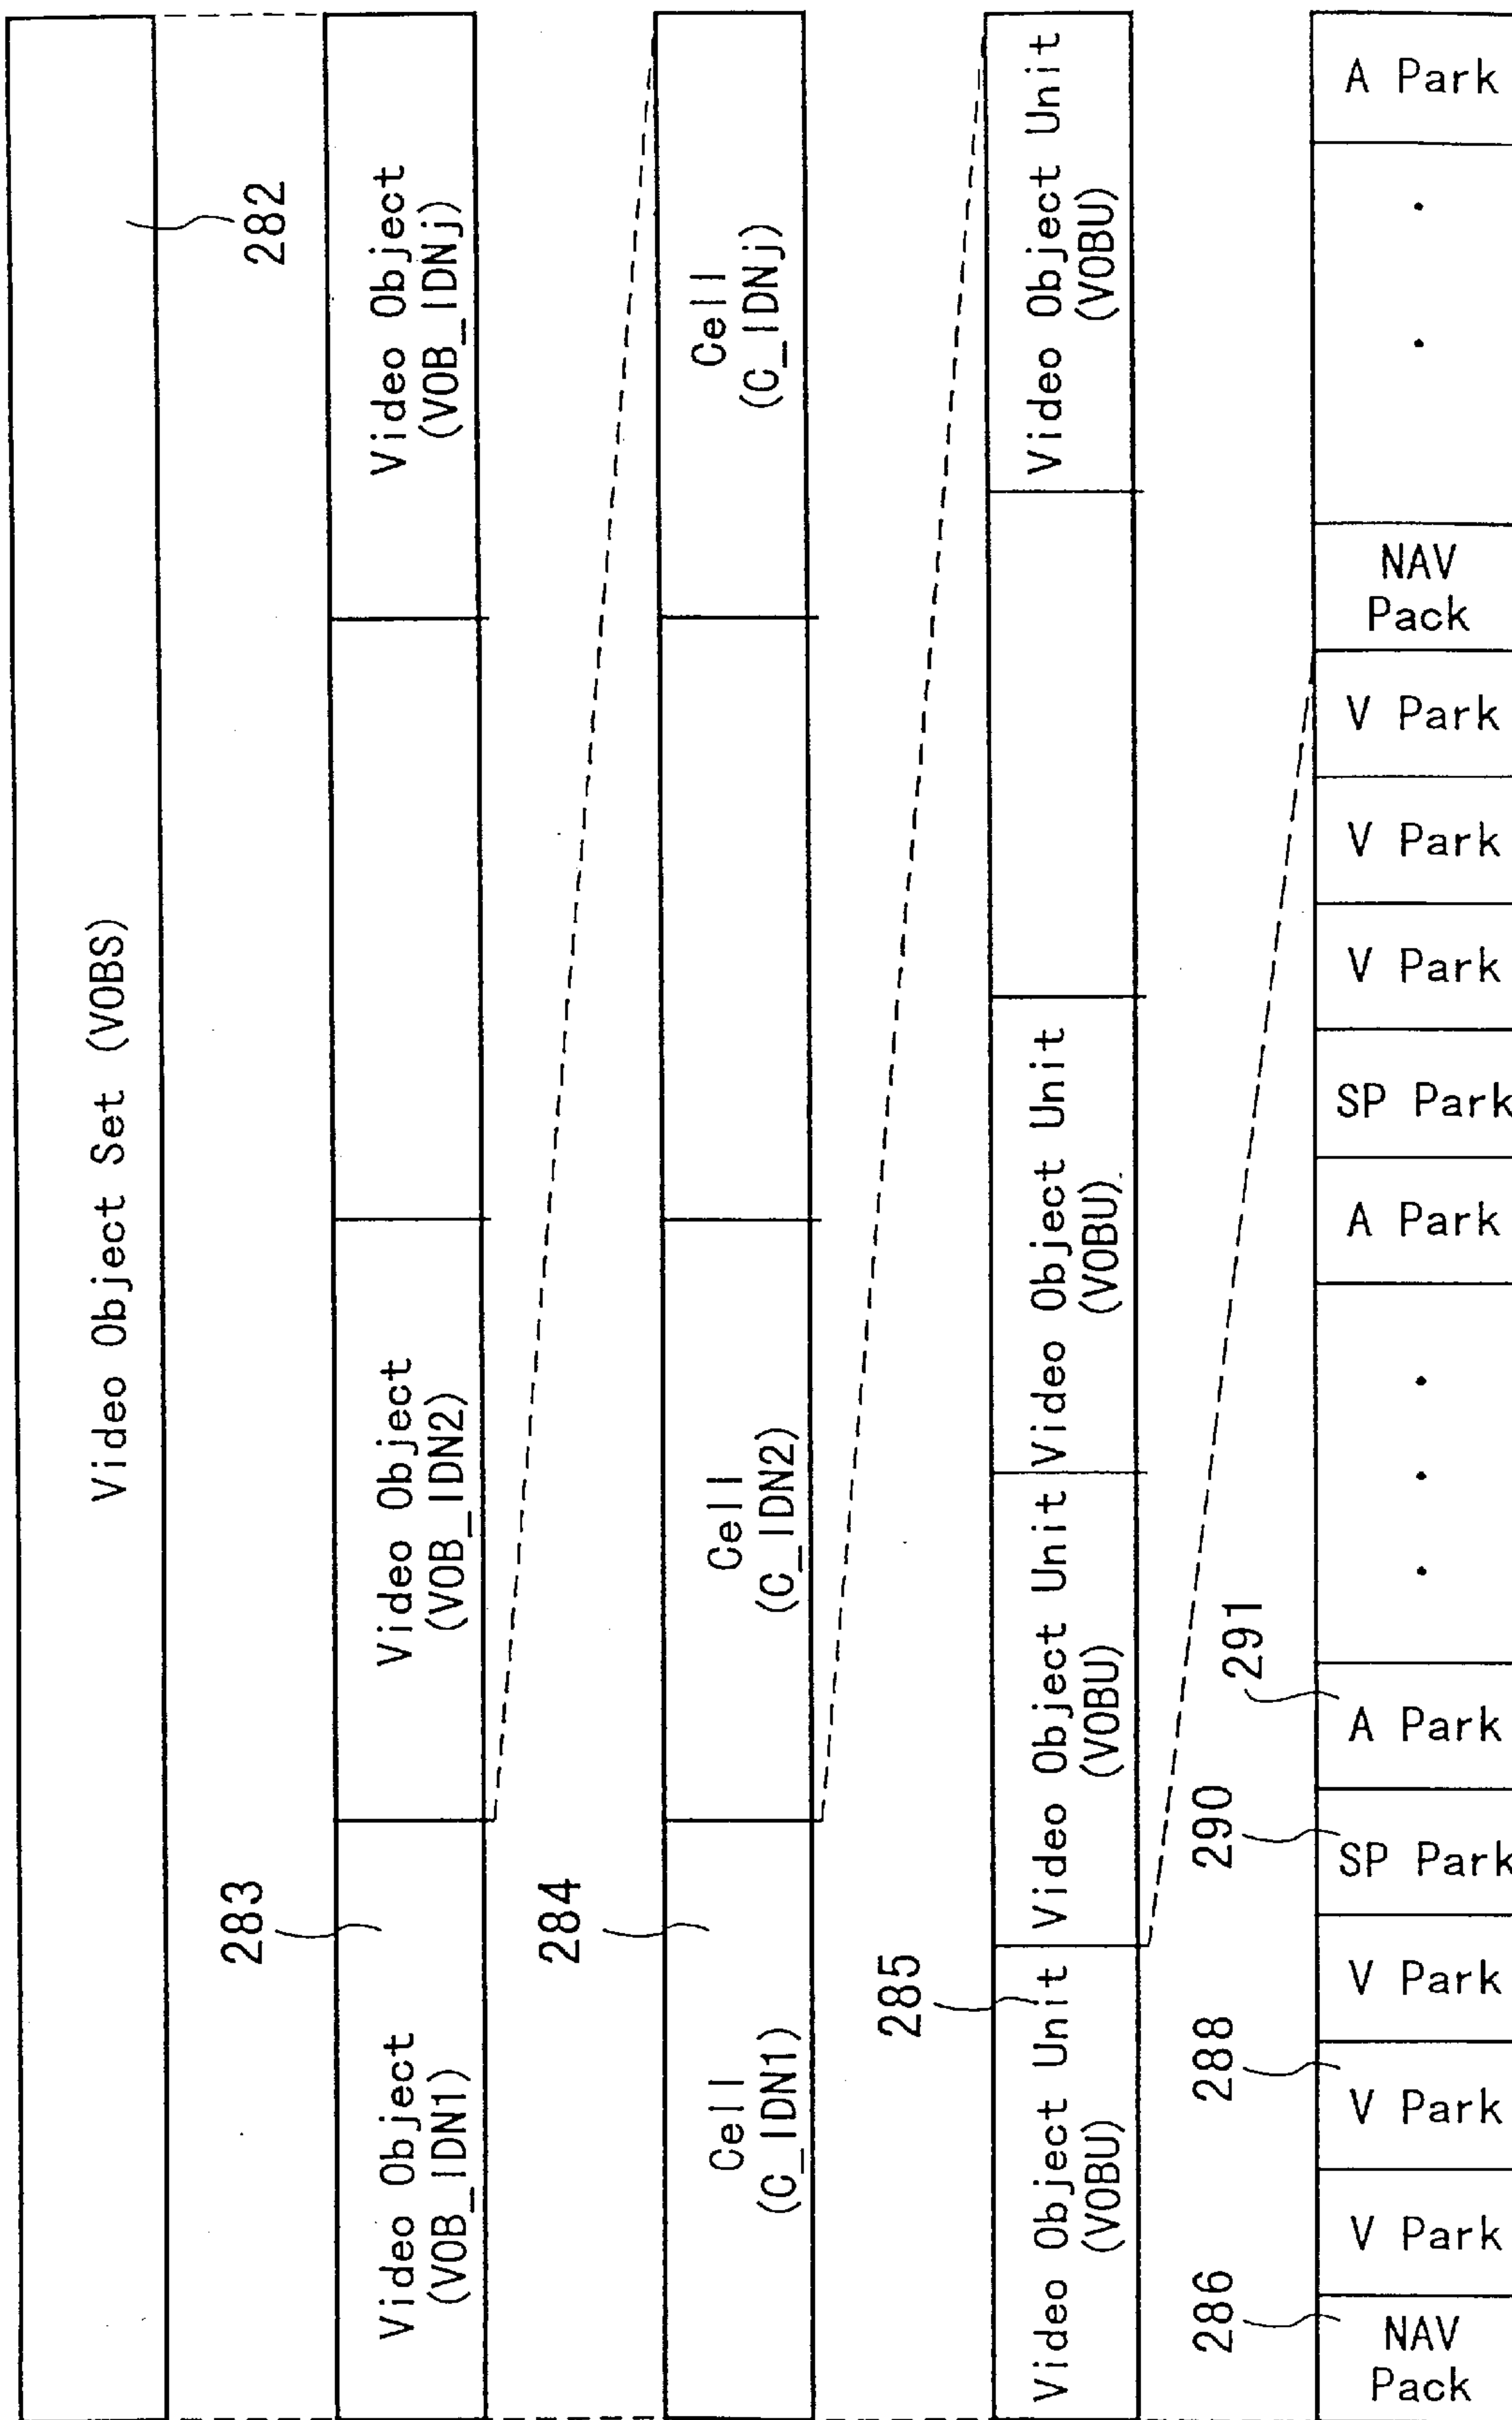 Video Object Set (VOBS)
282
283
Video Object
(VOB_IDN1)
Video Object
(VOB_IDN2)
Video Object
(VOB_IDNj)
284
Cell
(C_IDN1)
Cell
(C_IDN2)
Cell
(C_IDNj)
285
Video Object Unit
(VOBU)
Video Object Unit
(VOBU)
Video Object Unit
(VOBU)
Video Object Unit
(VOBU)
286
288
290
291
NAV
Pack
V Park
V Park
V Park
SP Park
A Park
A Park
SP Park
V Park
V Park
V Park
NAV
Pack
A Park